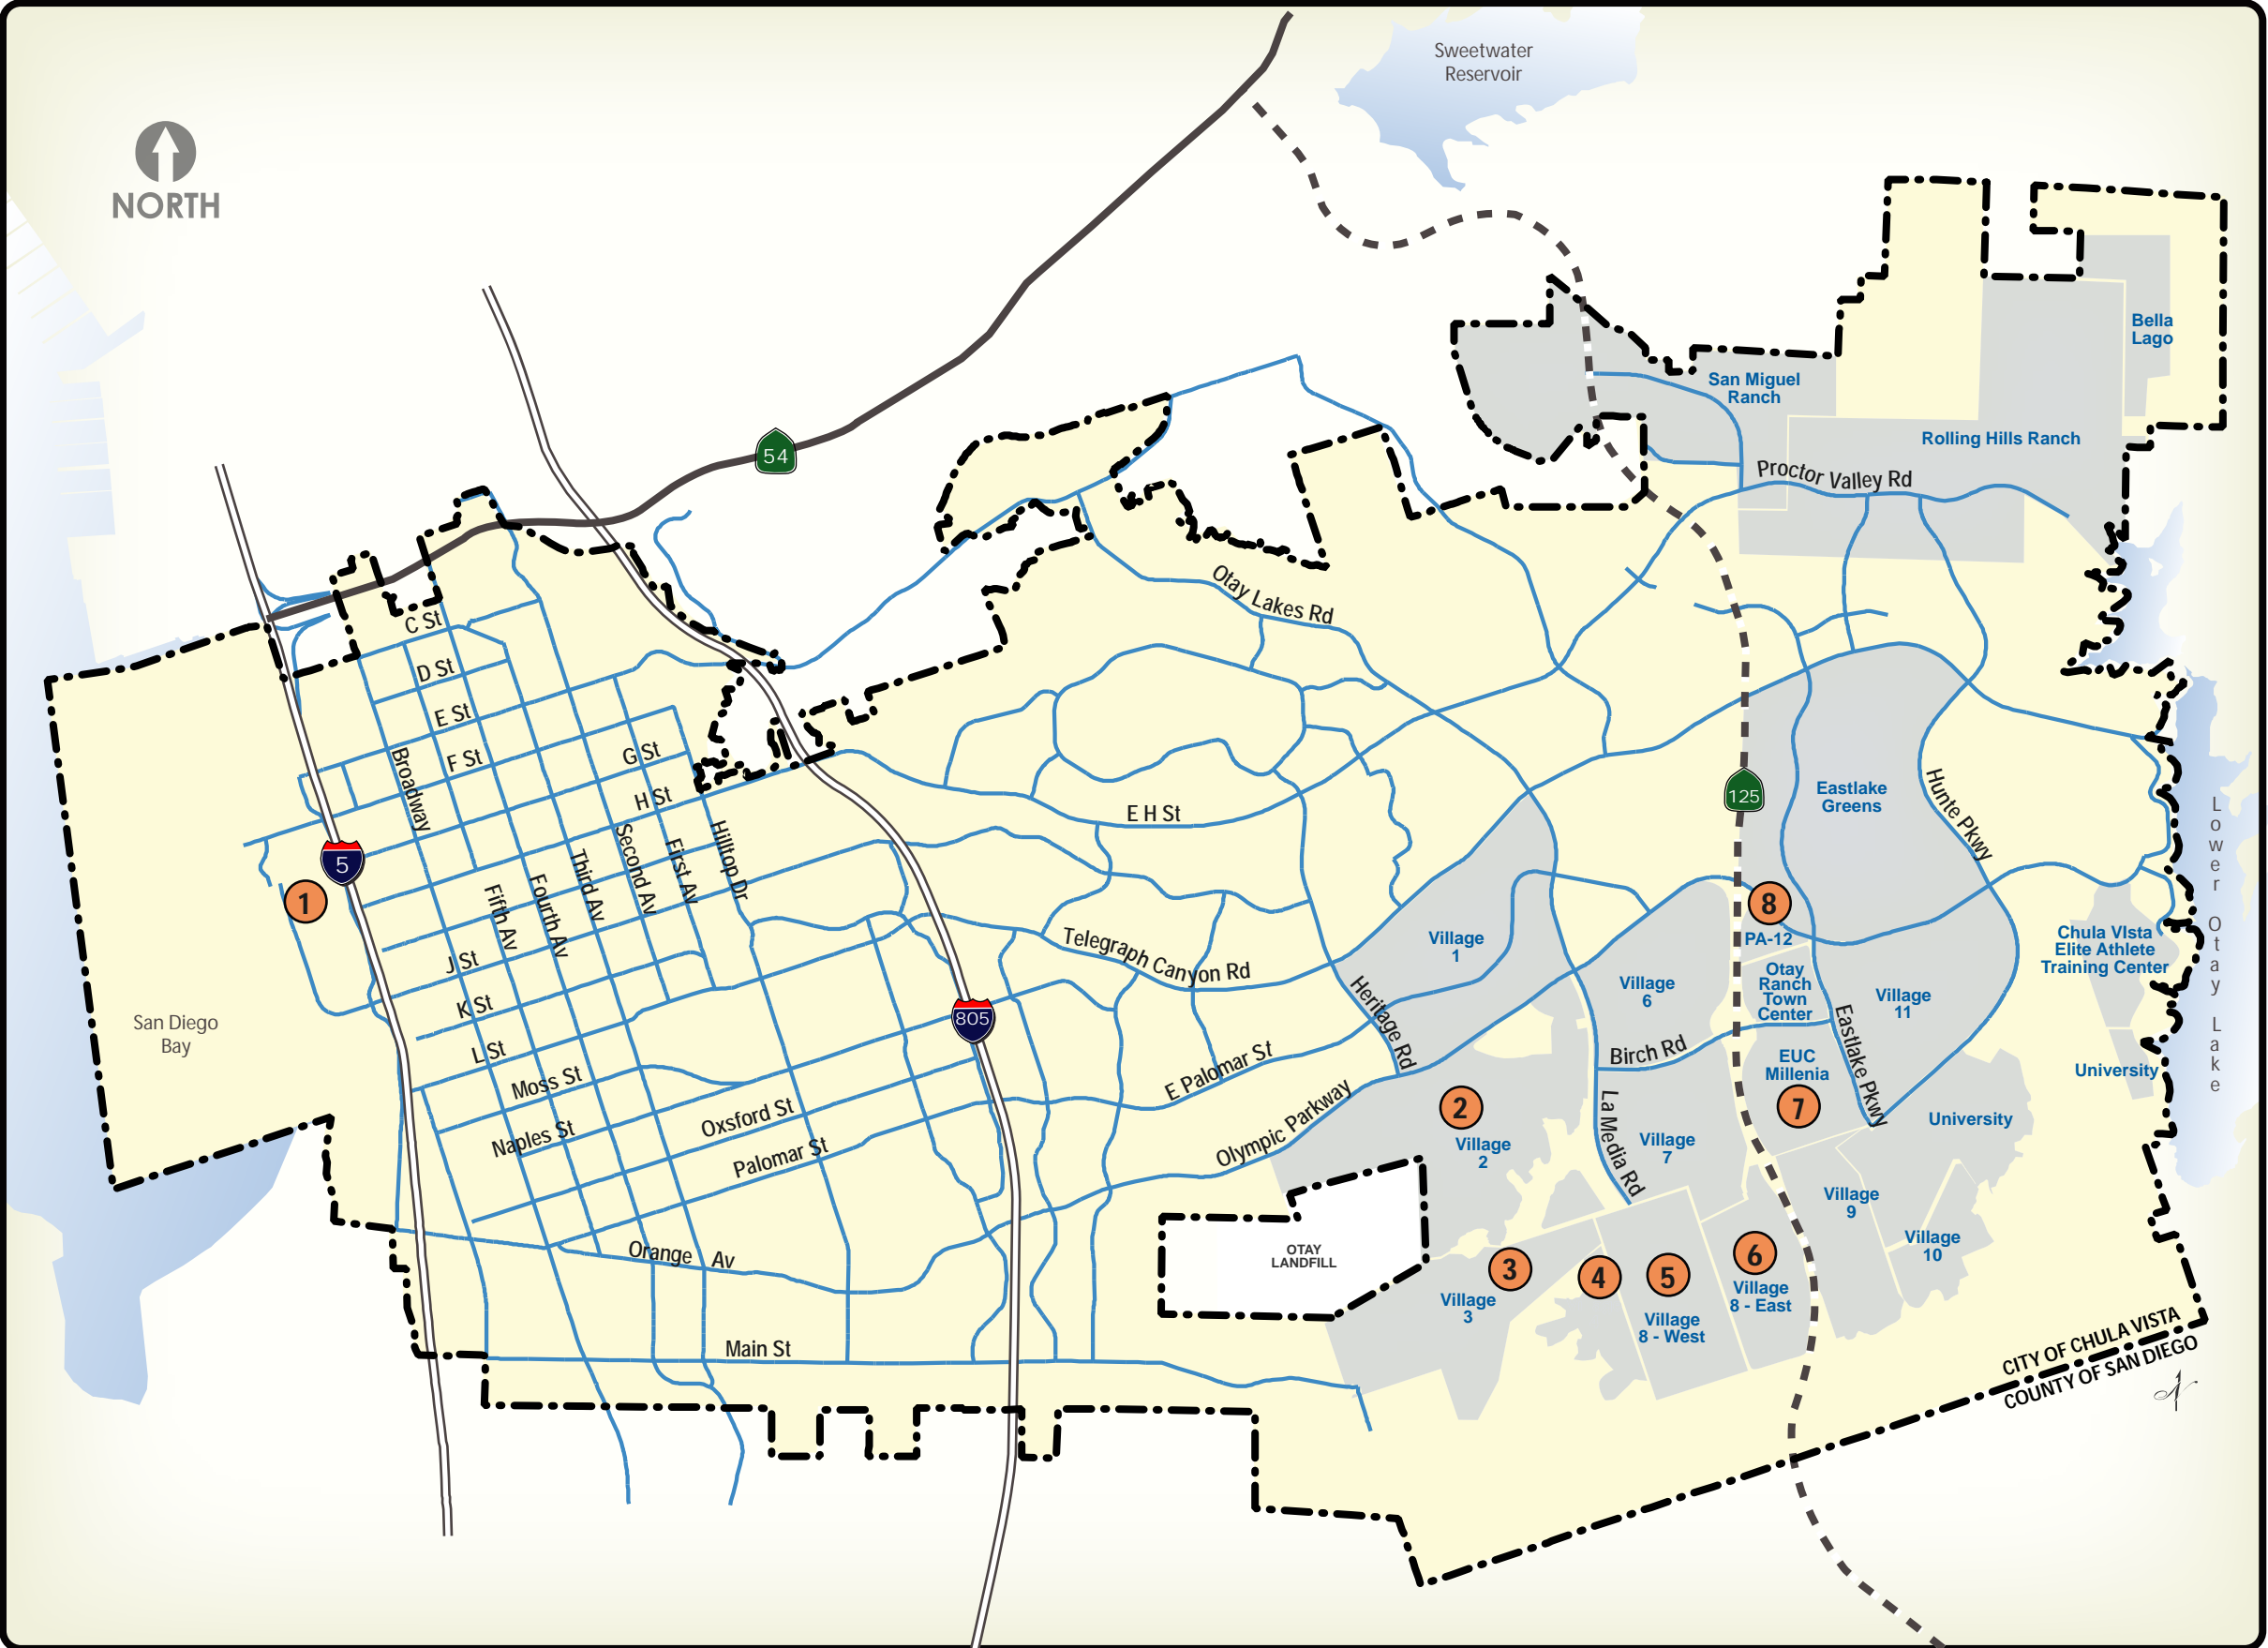 Sweetwater
Reservoir
NORTH
Bella
Lago
San Miguel
Ranch
Rolling Hills Ranch
Proctor Valley Rd
54
Otay Lakes Rd
C St
D St
E St
F St
G St
H St
Broadway
E H St
Hilltop Dr
First Av
Second Av
Third Av
Fourth Av
Fifth Av
5
1
125
Eastlake
Greens
Hunte Pkwy
Lower Otay Lake
8
PA-12
Chula VIsta
Elite Athlete
Training Center
Village
1
Telegraph Canyon Rd
J St
K St
L St
Moss St
Naples St
Oxsford St
Palomar St
San Diego
Bay
805
Heritage Rd
Village
6
Otay
Ranch
Town
Center
Village
11
Eastlake Pkwy
Birch Rd
E Palomar St
EUC
Millenia
7
University
University
Olympic Parkway
2
Village
2
La Media Rd
Village
7
Village
9
Village
10
Orange Av
OTAY
LANDFILL
3
Village
3
4
5
Village
8 - West
6
Village
8 - East
Main St
CITY OF CHULA VISTA
COUNTY OF SAN DIEGO